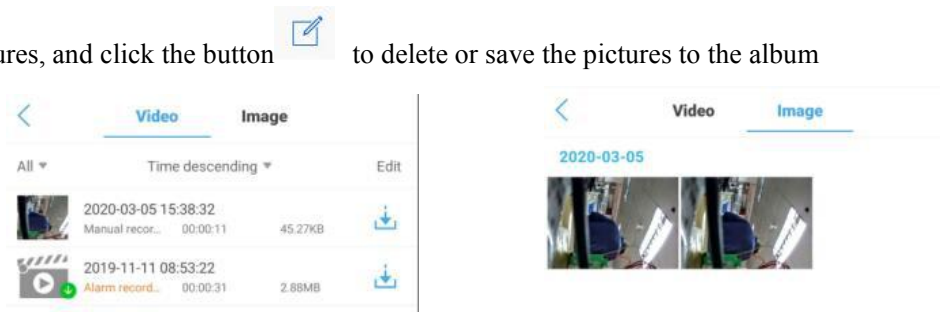 ures, and click the button to delete or save the pictures to the album
Video Image
All Time descending Edit
2020-03-05 15:38:32
Manual recor... 00:00:11 45.27KB
2019-11-11 08:53:22
Alarm record... 00:00:31 2.88MB
Video Image
2020-03-05